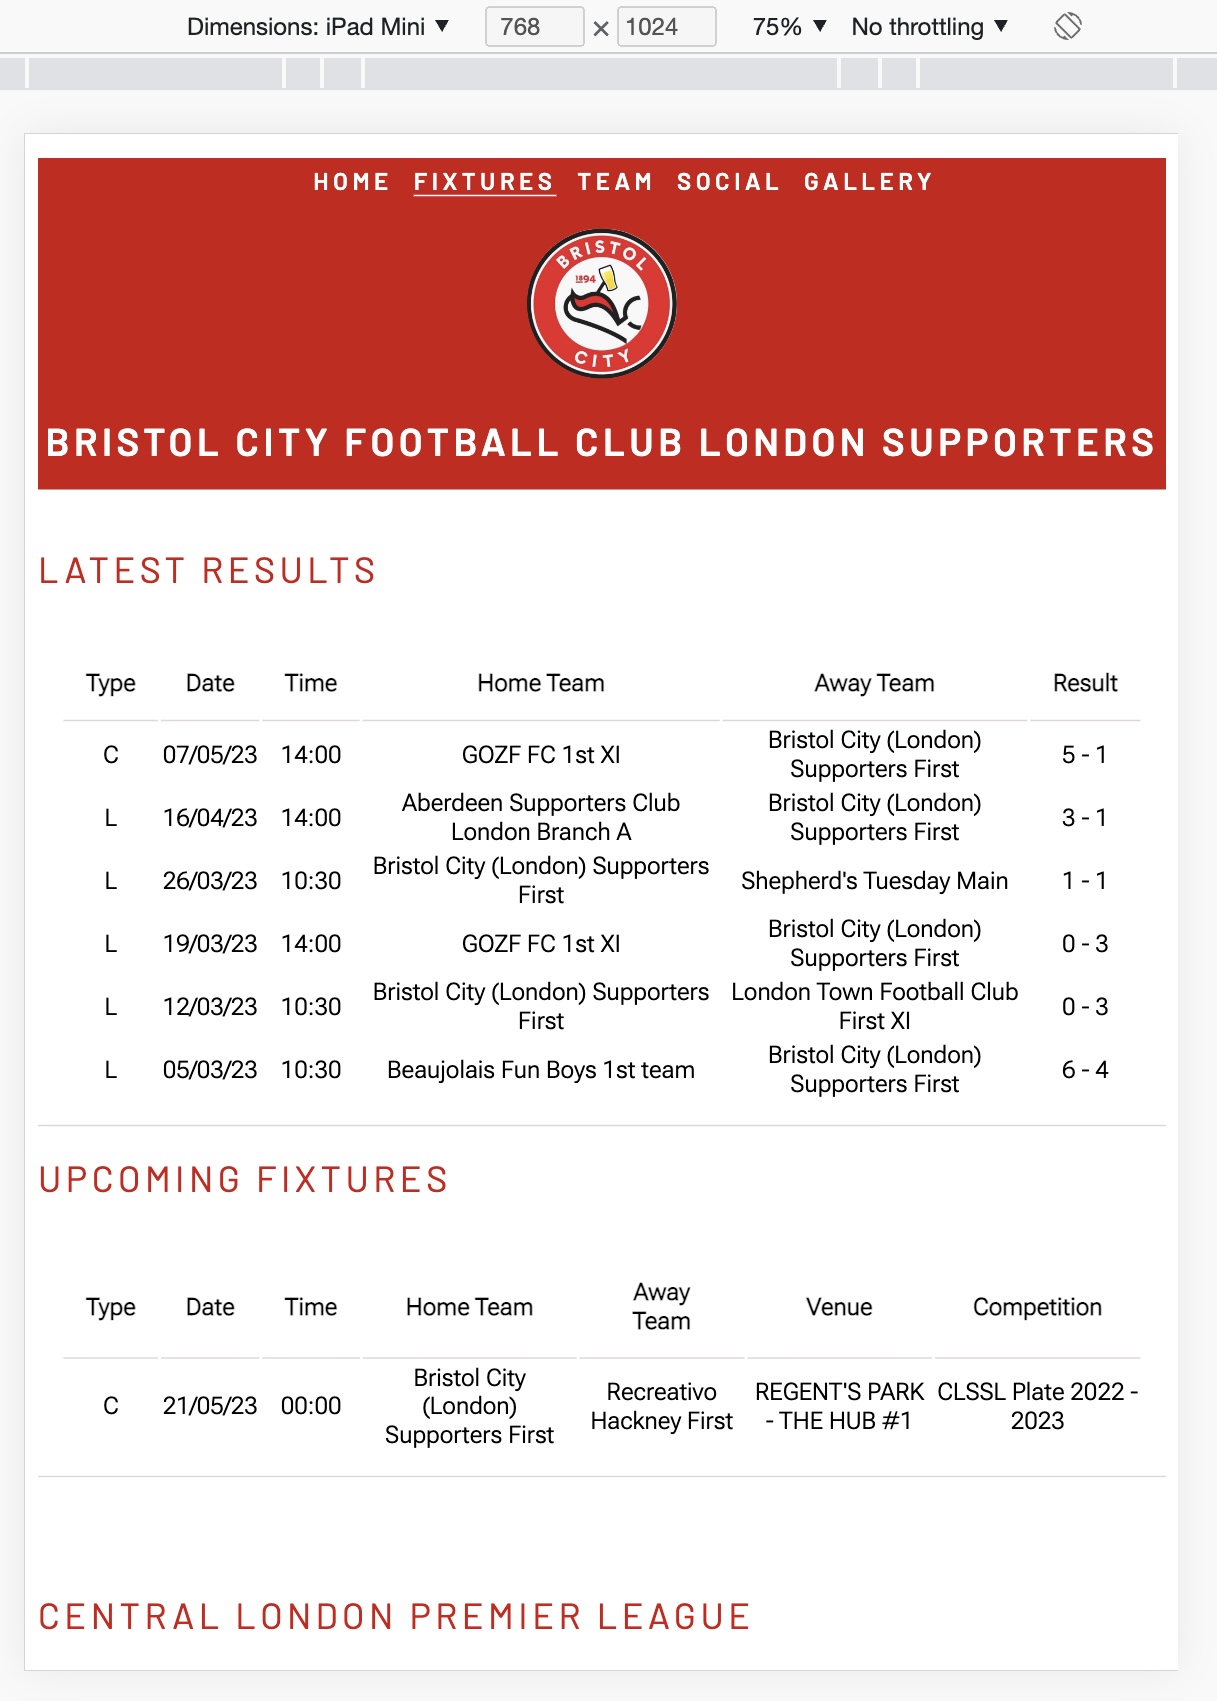 Dimensions: iPad Mini ▼ 768 × 1024 75% ▼ No throttling ▼
HOME FIXTURES TEAM SOCIAL GALLERY
BRISTOL
1894
CITY
BRISTOL CITY FOOTBALL CLUB LONDON SUPPORTERS
LATEST RESULTS
Type Date Time Home Team Away Team Result
C 07/05/23 14:00 GOZF FC 1st XI Bristol City (London) Supporters First 5 - 1
L 16/04/23 14:00 Aberdeen Supporters Club London Branch A Bristol City (London) Supporters First 3 - 1
L 26/03/23 10:30 Bristol City (London) Supporters First Shepherd's Tuesday Main 1 - 1
L 19/03/23 14:00 GOZF FC 1st XI Bristol City (London) Supporters First 0 - 3
L 12/03/23 10:30 Bristol City (London) Supporters First London Town Football Club First XI 0 - 3
L 05/03/23 10:30 Beaujolais Fun Boys 1st team Bristol City (London) Supporters First 6 - 4
UPCOMING FIXTURES
Type Date Time Home Team Away Team Venue Competition
C 21/05/23 00:00 Bristol City (London) Supporters First Recreativo Hackney First REGENT'S PARK - THE HUB #1 CLSSL Plate 2022 - 2023
CENTRAL LONDON PREMIER LEAGUE